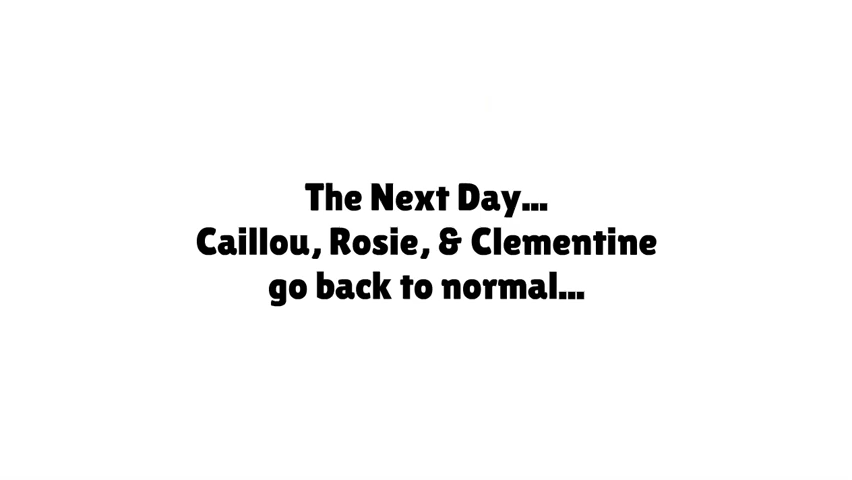 The Next Day...
Caillou, Rosie, & Clementine
go back to normal...